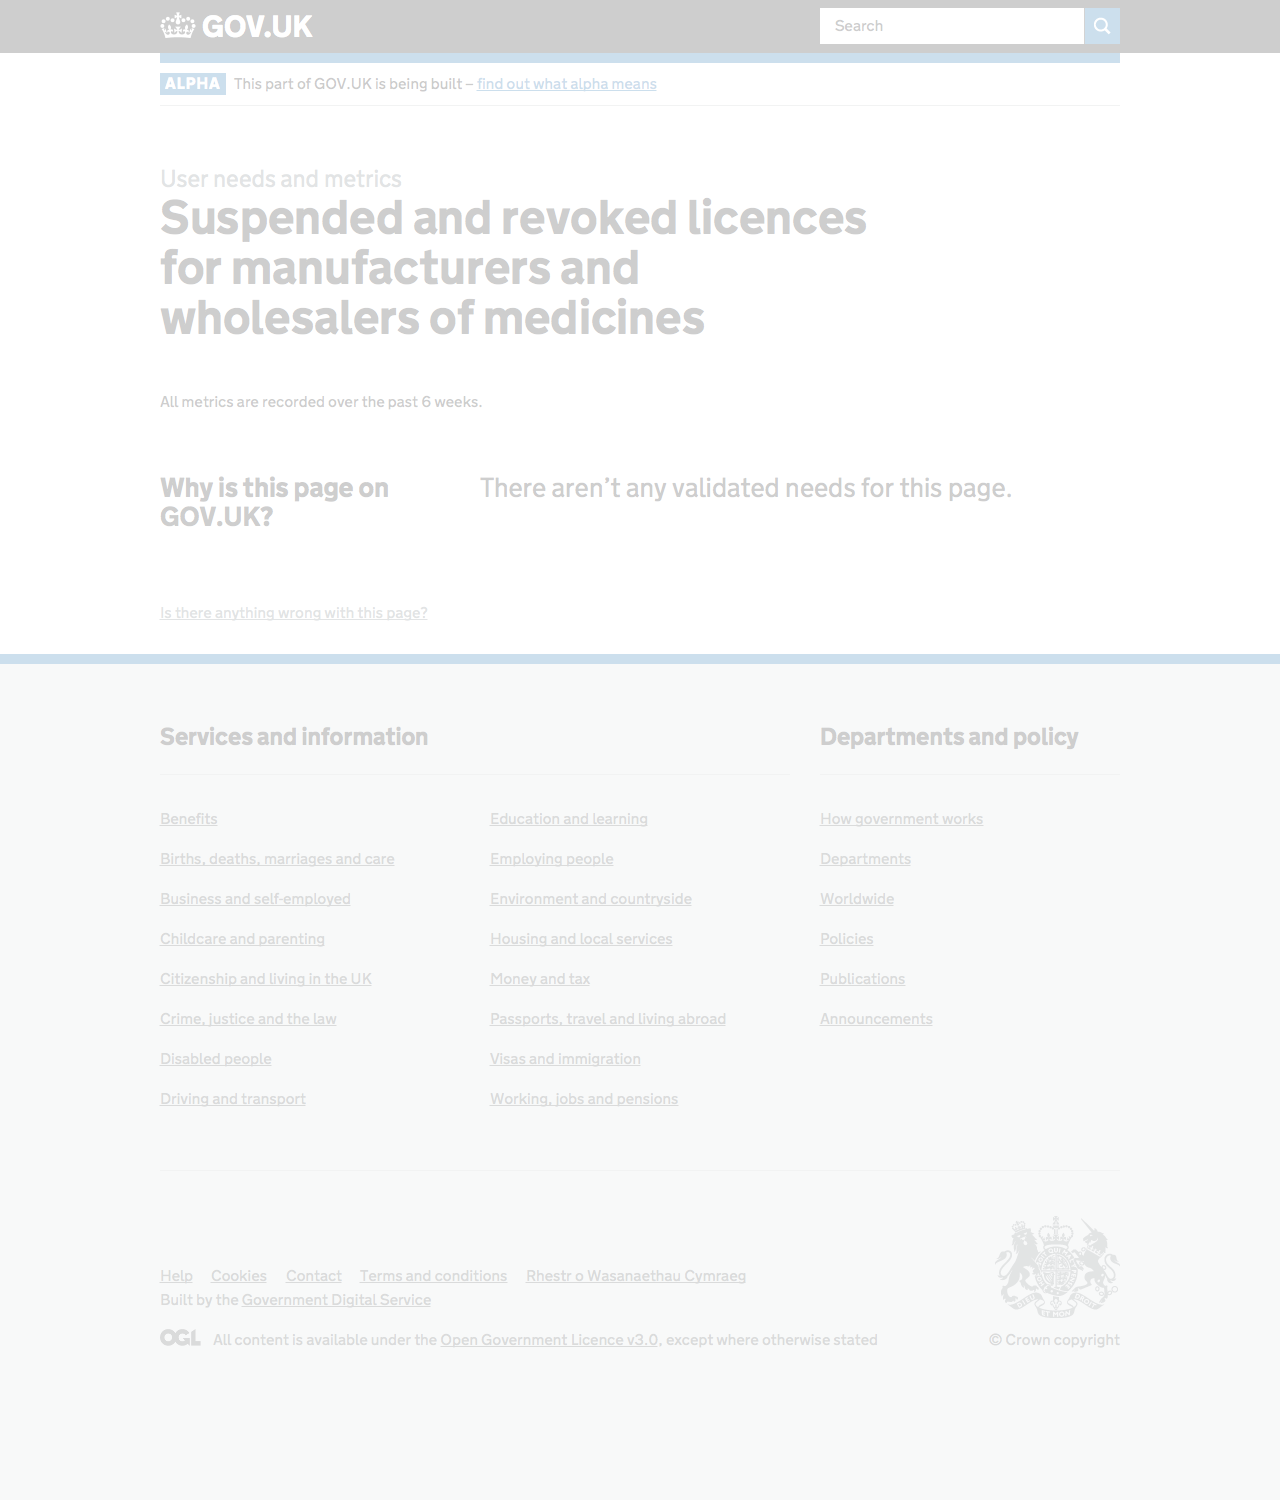 GOV.UK
Search
ALPHA This part of GOV.UK is being built – find out what alpha means
User needs and metrics
Suspended and revoked licences
for manufacturers and
wholesalers of medicines
All metrics are recorded over the past 6 weeks.
Why is this page on
GOV.UK?
There aren’t any validated needs for this page.
Is there anything wrong with this page?
Services and information
Benefits
Births, deaths, marriages and care
Business and self-employed
Childcare and parenting
Citizenship and living in the UK
Crime, justice and the law
Disabled people
Driving and transport
Education and learning
Employing people
Environment and countryside
Housing and local services
Money and tax
Passports, travel and living abroad
Visas and immigration
Working, jobs and pensions
Departments and policy
How government works
Departments
Worldwide
Policies
Publications
Announcements
Help Cookies Contact Terms and conditions Rhestr o Wasanaethau Cymraeg
Built by the Government Digital Service
OGL All content is available under the Open Government Licence v3.0, except where otherwise stated
© Crown copyright